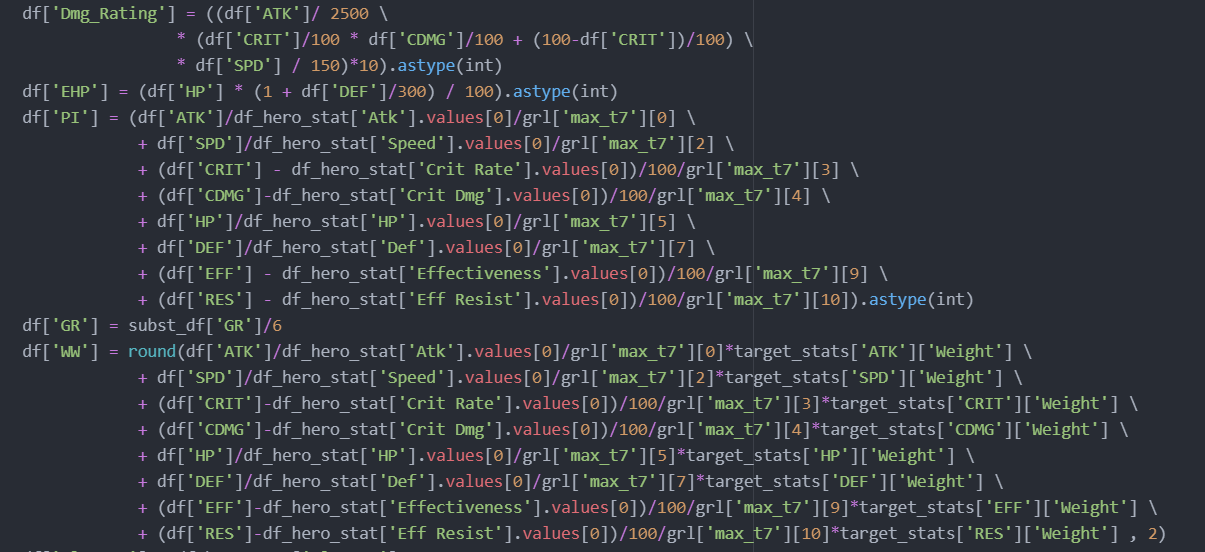 df['Dmg_Rating'] = ((df['ATK']/ 2500 \
* (df['CRIT']/100 * df['CDMG']/100 + (100-df['CRIT'])/100) \
* df['SPD'] / 150)*10).astype(int)
df['EHP'] = (df['HP'] * (1 + df['DEF']/300) / 100).astype(int)
df['PI'] = (df['ATK']/df_hero_stat['Atk'].values[0]/grl['max_t7'][0] \
+ df['SPD']/df_hero_stat['Speed'].values[0]/grl['max_t7'][2] \
+ (df['CRIT'] - df_hero_stat['Crit Rate'].values[0])/100/grl['max_t7'][3] \
+ (df['CDMG']-df_hero_stat['Crit Dmg'].values[0])/100/grl['max_t7'][4] \
+ df['HP']/df_hero_stat['HP'].values[0]/grl['max_t7'][5] \
+ df['DEF']/df_hero_stat['Def'].values[0]/grl['max_t7'][7] \
+ (df['EFF'] - df_hero_stat['Effectiveness'].values[0])/100/grl['max_t7'][9] \
+ (df['RES'] - df_hero_stat['Eff Resist'].values[0])/100/grl['max_t7'][10]).astype(int)
df['GR'] = subst_df['GR']/6
df['WW'] = round(df['ATK']/df_hero_stat['Atk'].values[0]/grl['max_t7'][0]*target_stats['ATK']['Weight'] \
+ df['SPD']/df_hero_stat['Speed'].values[0]/grl['max_t7'][2]*target_stats['SPD']['Weight'] \
+ (df['CRIT']-df_hero_stat['Crit Rate'].values[0])/100/grl['max_t7'][3]*target_stats['CRIT']['Weight'] \
+ (df['CDMG']-df_hero_stat['Crit Dmg'].values[0])/100/grl['max_t7'][4]*target_stats['CDMG']['Weight'] \
+ df['HP']/df_hero_stat['HP'].values[0]/grl['max_t7'][5]*target_stats['HP']['Weight'] \
+ df['DEF']/df_hero_stat['Def'].values[0]/grl['max_t7'][7]*target_stats['DEF']['Weight'] \
+ (df['EFF']-df_hero_stat['Effectiveness'].values[0])/100/grl['max_t7'][9]*target_stats['EFF']['Weight'] \
+ (df['RES']-df_hero_stat['Eff Resist'].values[0])/100/grl['max_t7'][10]*target_stats['RES']['Weight'] , 2)